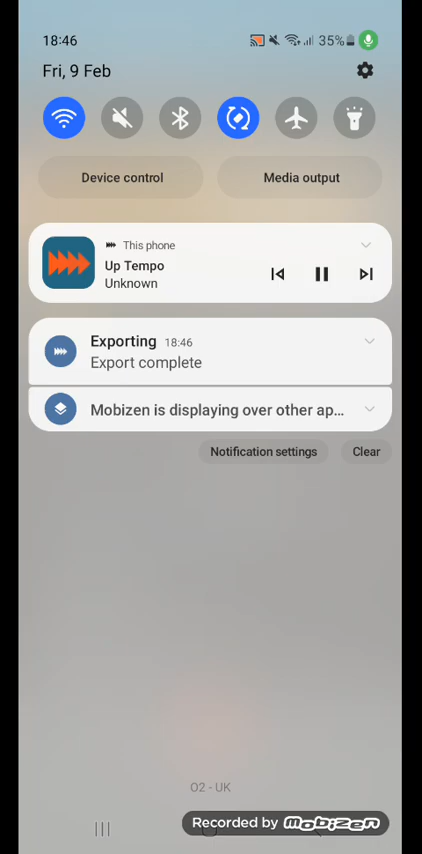 18:46
35%
Fri, 9 Feb
Device control
Media output
This phone
Up Tempo
Unknown
Exporting 18:46
Export complete
Mobizen is displaying over other ap...
Notification settings
Clear
O2 - UK
Recorded by mobizen